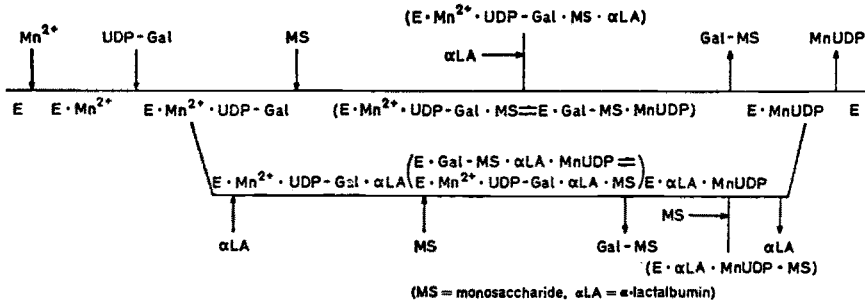 (E·Mn²⁺·UDP-Gal·MS·αLA)
Mn²⁺ UDP-Gal MS αLA Gal-MS MnUDP
E E·Mn²⁺ E·Mn²⁺·UDP-Gal (E·Mn²⁺·UDP-Gal·MS⇌E·Gal-MS·MnUDP) E·MnUDP E
(E·Gal-MS·αLA·MnUDP⇌
E·Mn²⁺·UDP-Gal·αLA E·Mn²⁺·UDP-Gal·αLA·MS) E·αLA·MnUDP
MS
αLA MS Gal-MS αLA
(E·αLA·MnUDP·MS)
(MS = monosaccharide, αLA = α-lactalbumin)